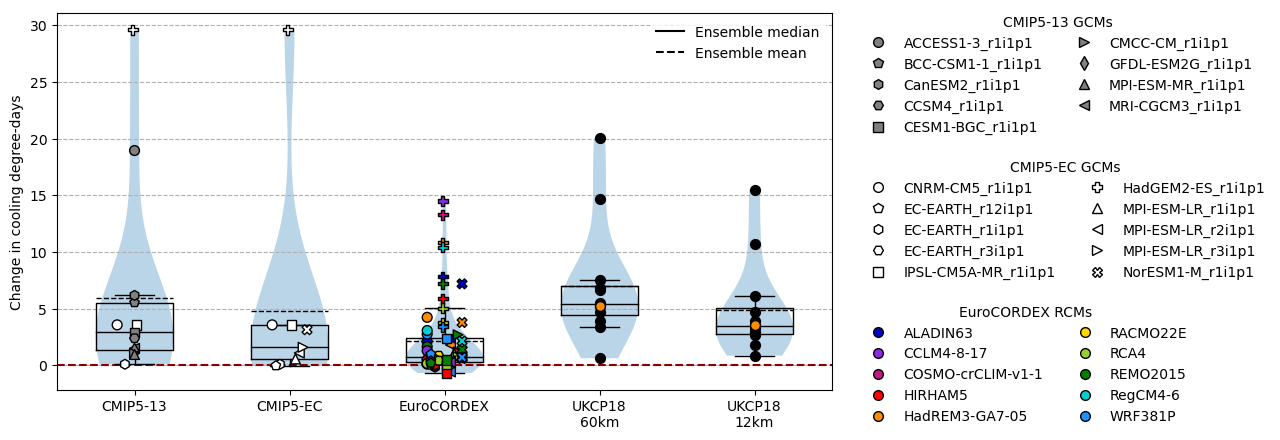 Change in cooling degree-days
30
25
20
15
10
5
0
Ensemble median
Ensemble mean
CMIP5-13
CMIP5-EC
EuroCORDEX
UKCP18
60km
UKCP18
12km
CMIP5-13 GCMs
ACCESS1-3_r1i1p1
BCC-CSM1-1_r1i1p1
CanESM2_r1i1p1
CCSM4_r1i1p1
CESM1-BGC_r1i1p1
CMCC-CM_r1i1p1
GFDL-ESM2G_r1i1p1
MPI-ESM-MR_r1i1p1
MRI-CGCM3_r1i1p1
CMIP5-EC GCMs
CNRM-CM5_r1i1p1
EC-EARTH_r12i1p1
EC-EARTH_r1i1p1
EC-EARTH_r3i1p1
IPSL-CM5A-MR_r1i1p1
HadGEM2-ES_r1i1p1
MPI-ESM-LR_r1i1p1
MPI-ESM-LR_r2i1p1
MPI-ESM-LR_r3i1p1
NorESM1-M_r1i1p1
EuroCORDEX RCMs
ALADIN63
CCLM4-8-17
COSMO-crCLIM-v1-1
HIRHAM5
HadREM3-GA7-05
RACMO22E
RCA4
REMO2015
RegCM4-6
WRF381P